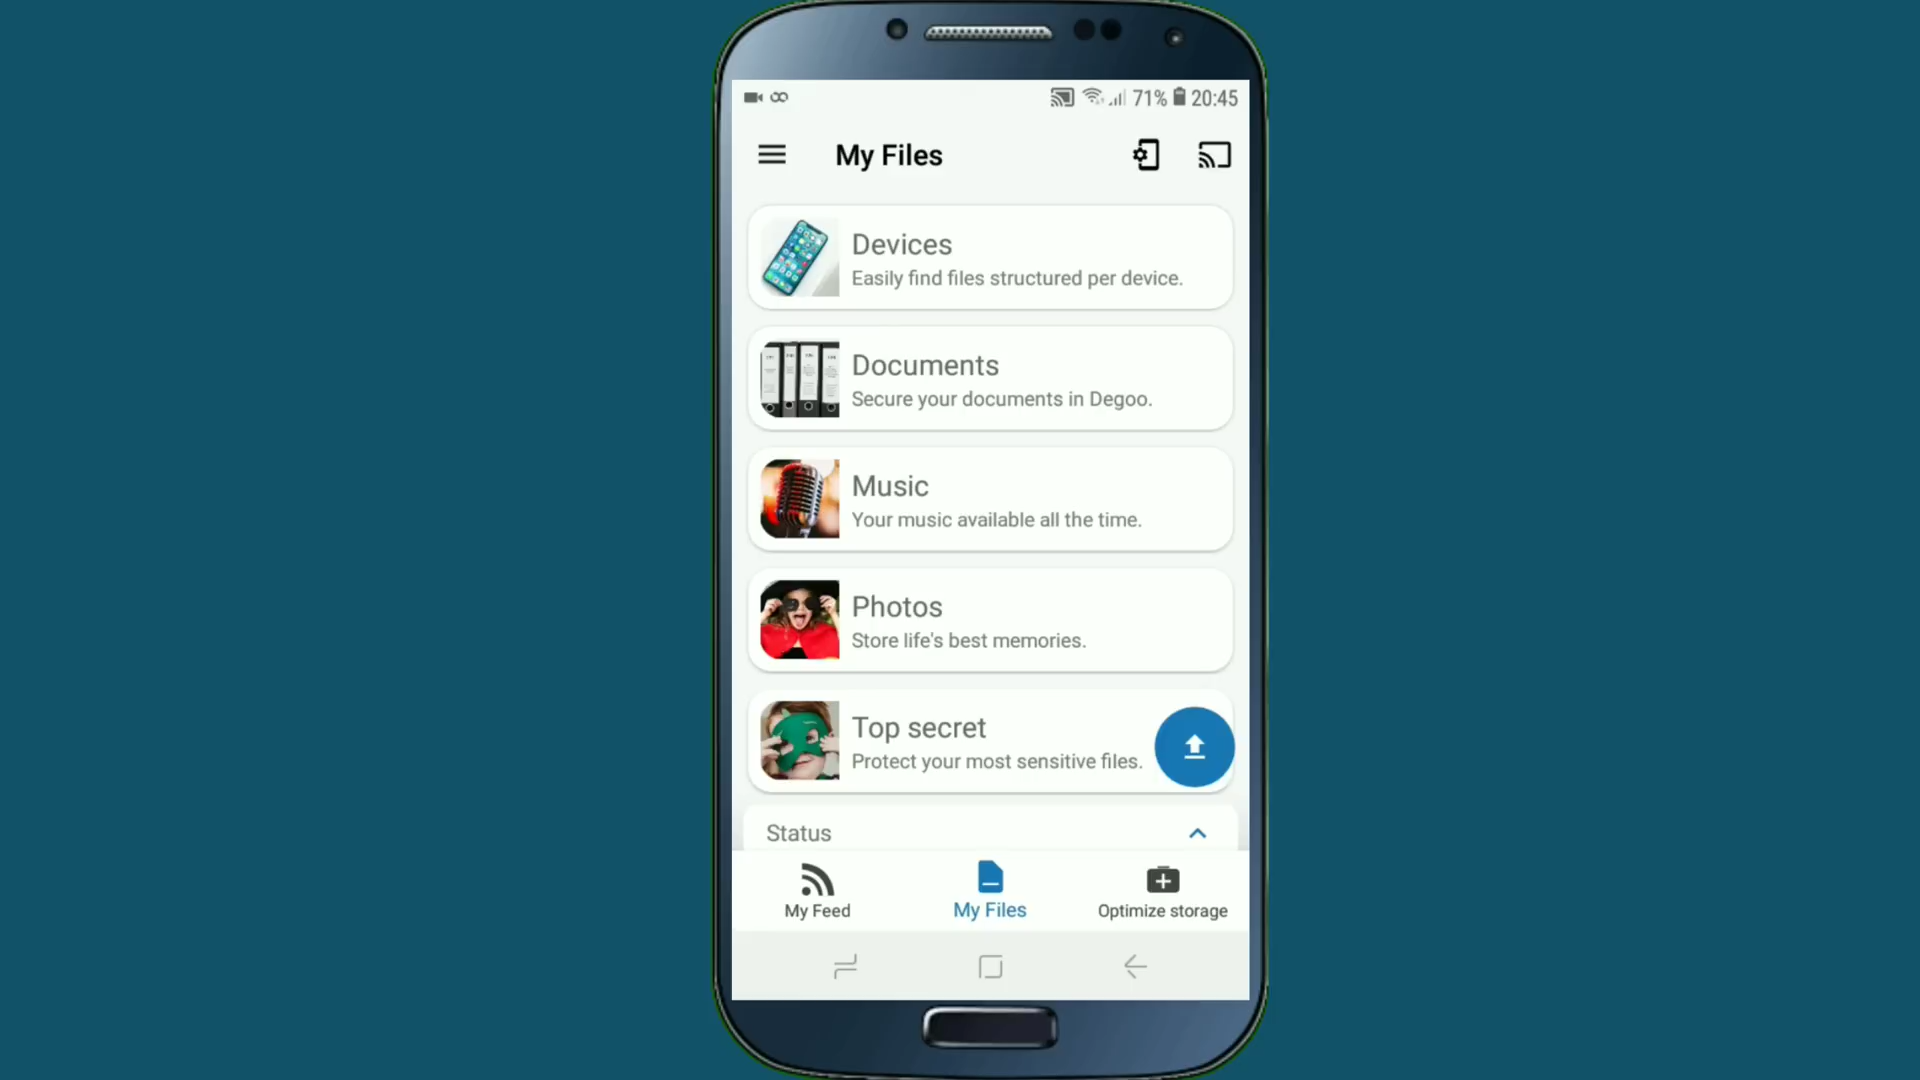 71% 20:45
My Files
Devices
Easily find files structured per device.
Documents
Secure your documents in Degoo.
Music
Your music available all the time.
Photos
Store life's best memories.
Top secret
Protect your most sensitive files.
Status
My Feed My Files Optimize storage